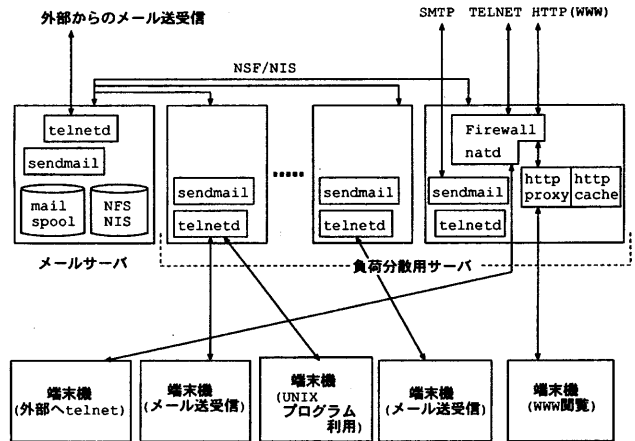 外部からのメール送受信
SMTP TELNET HTTP(WWW)
NSF/NIS
telnetd
sendmail
mail
spool
NFS
NIS
メールサーバ
sendmail
telnetd
.....
sendmail
telnetd
Firewall
natd
sendmail
telnetd
http
proxy
http
cache
負荷分散用サーバ
端末機
(外部へtelnet)
端末機
(メール送受信)
端末機
(UNIX
プログラム
利用)
端末機
(メール送受信)
端末機
(WWW閲覧)